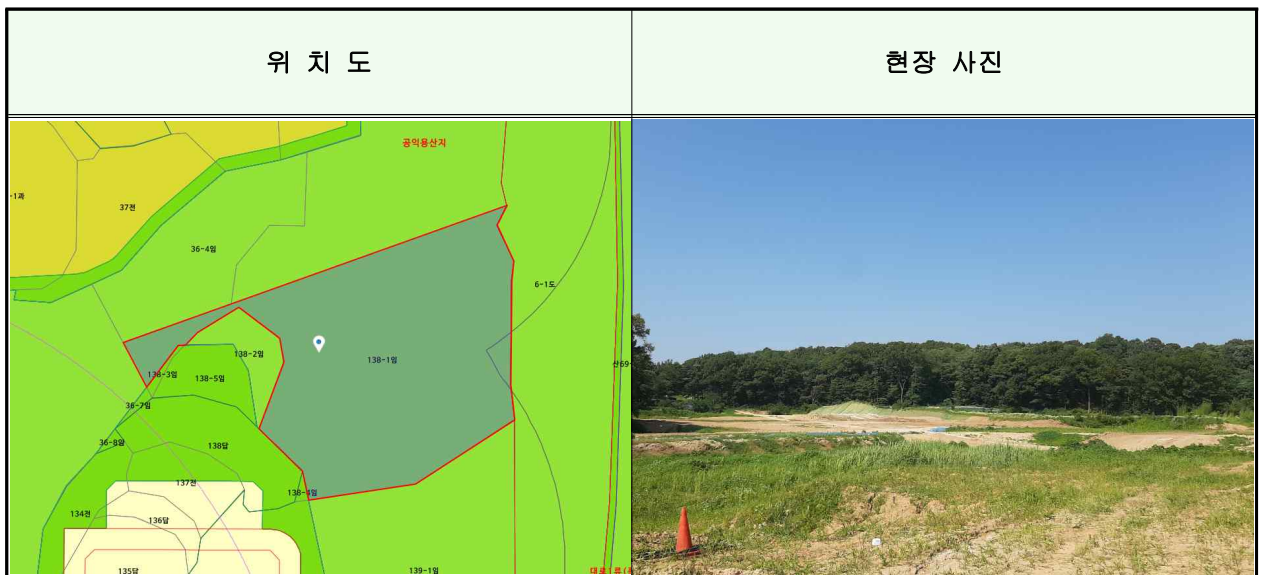 위 치 도
현장 사진
공익용산지
-1과
37전
36-4임
6-1도
138-2임
138-1임
산69-
138-3임
138-5임
36-7임
36-8임
138답
137전
138-4임
134전
136답
135답
139-1임